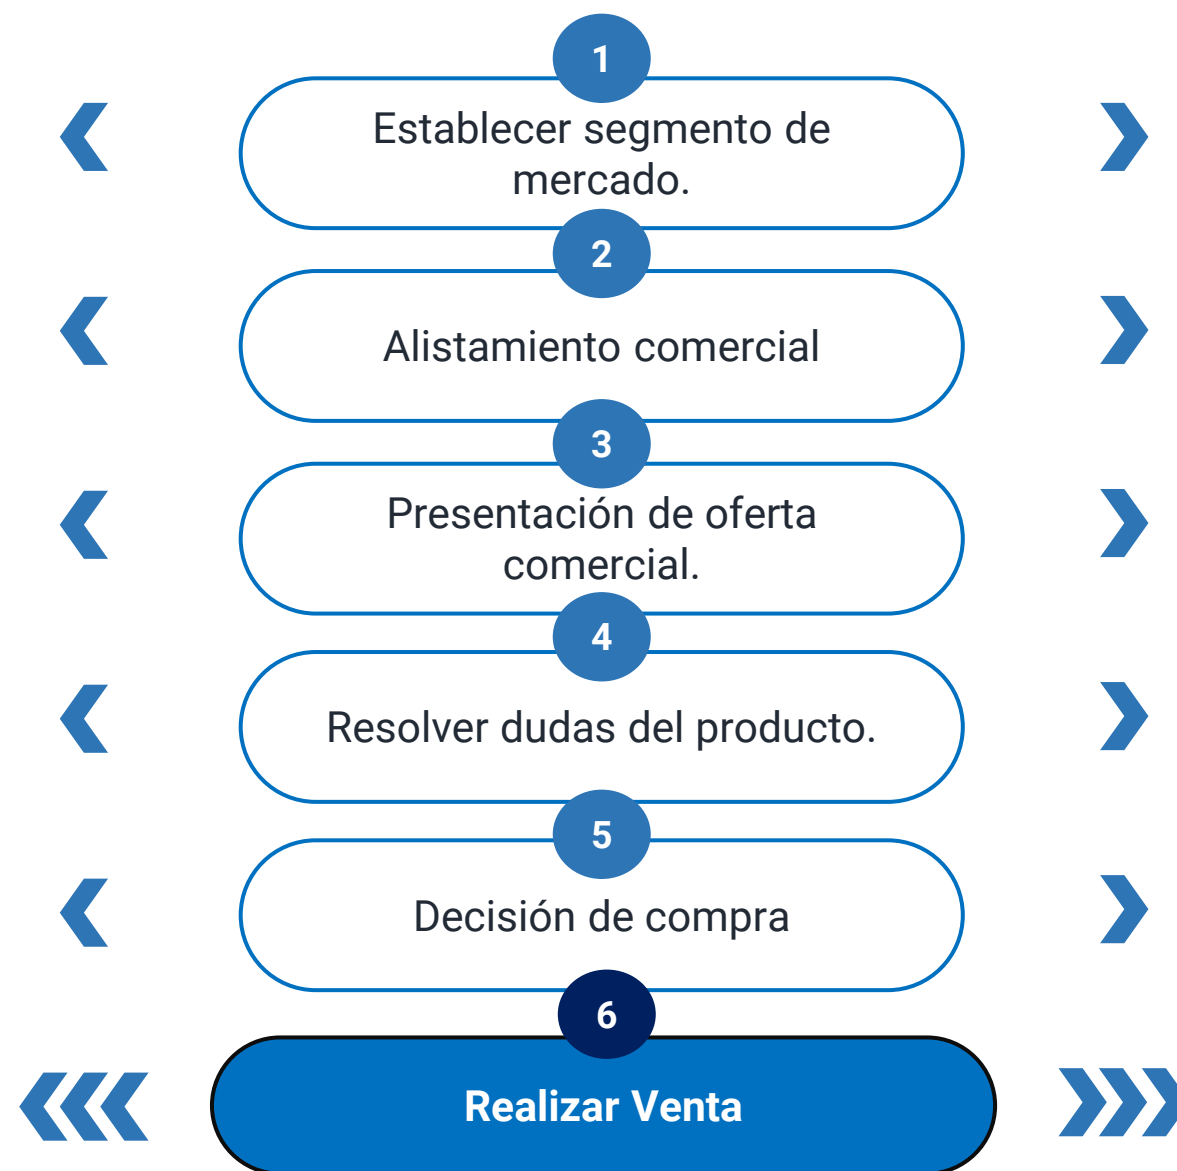 1
Establecer segmento de
mercado.
2
Alistamiento comercial
3
Presentación de oferta
comercial.
4
Resolver dudas del producto.
5
Decisión de compra
6
Realizar Venta